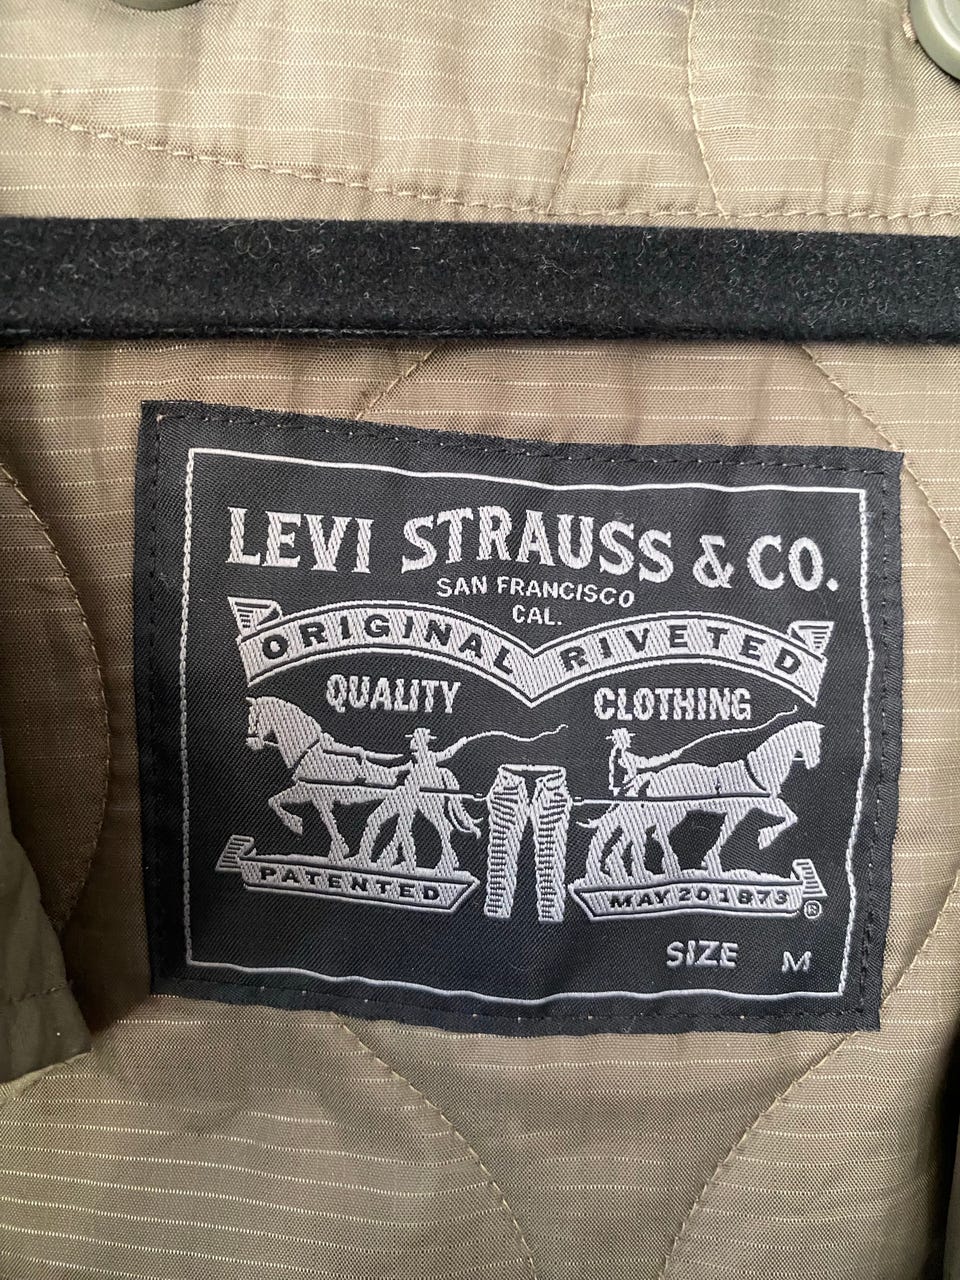 LEVI STRAUSS & CO.
SAN FRANCISCO
CAL.
ORIGINAL RIVETED
QUALITY CLOTHING
PATENTED MAY 20 1873 ®
SIZE M